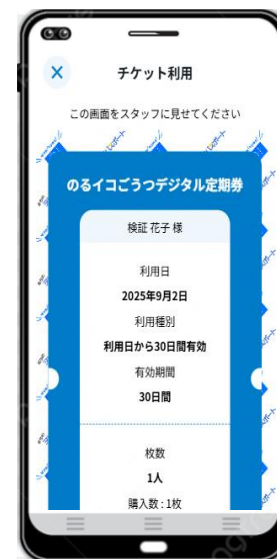 チケット利用
この画面をスタッフに見せてください
のるイコごうつデジタル定期券
検証 花子 様
利用日
2025年9月2日
利用種別
利用日から30日間有効
有効期間
30日間
枚数
1人
購入数 : 1枚